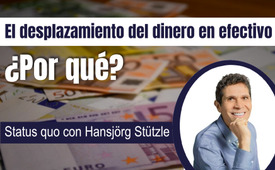 El desplazamiento del dinero en efectivo
¿Por qué?
Status quo con Hansjörg Stützle